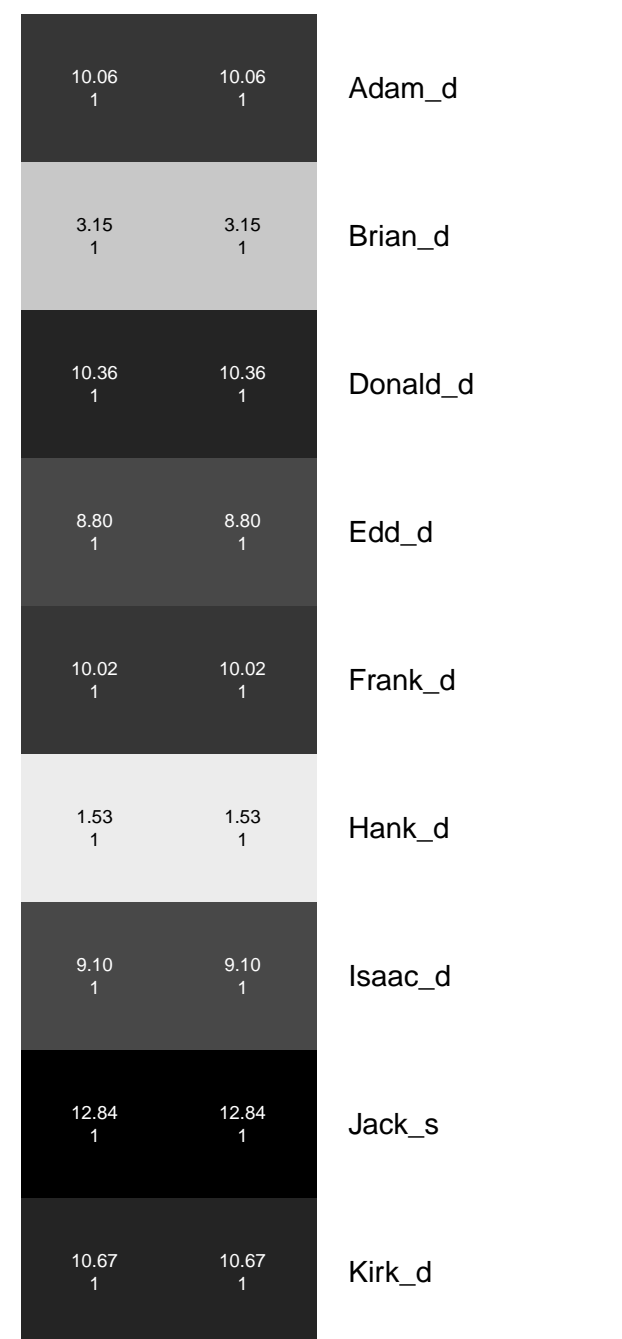 10.06 10.06
1 1
Adam_d
3.15 3.15
1 1
Brian_d
10.36 10.36
1 1
Donald_d
8.80 8.80
1 1
Edd_d
10.02 10.02
1 1
Frank_d
1.53 1.53
1 1
Hank_d
9.10 9.10
1 1
Isaac_d
12.84 12.84
1 1
Jack_s
10.67 10.67
1 1
Kirk_d